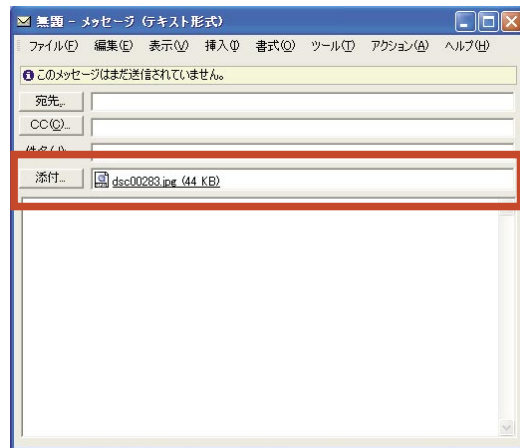 無題 - メッセージ (テキスト形式)
ファイル(F) 編集(E) 表示(V) 挿入(I) 書式(O) ツール(T) アクション(A) ヘルプ(H)
このメッセージはまだ送信されていません。
宛先...
CC(C)...
添付... dsc00283.jpg (44 KB)